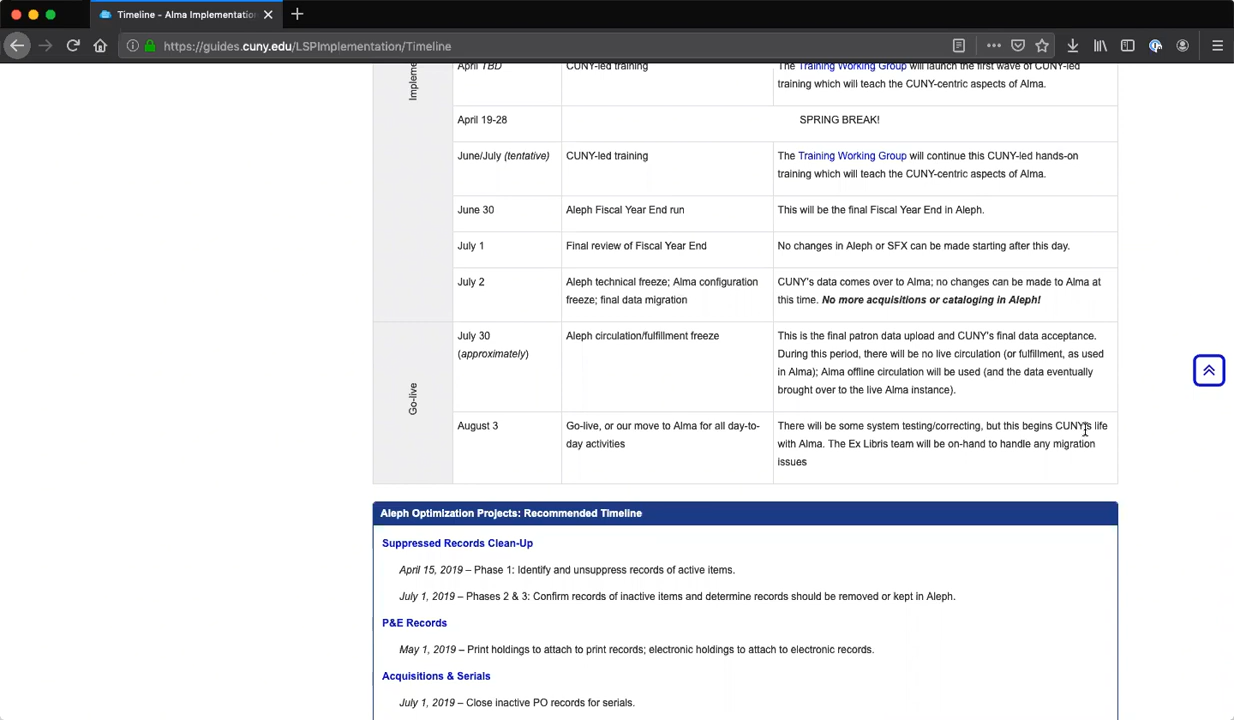 Timeline - Alma Implementation
https://guides.cuny.edu/LSPImplementation/Timeline
Impleme
April TBD
CUNY-led training
The Training Working Group will launch the first wave of CUNY-led
training which will teach the CUNY-centric aspects of Alma.
April 19-28
SPRING BREAK!
June/July (tentative)
CUNY-led training
The Training Working Group will continue this CUNY-led hands-on
training which will teach the CUNY-centric aspects of Alma.
June 30
Aleph Fiscal Year End run
This will be the final Fiscal Year End in Aleph.
July 1
Final review of Fiscal Year End
No changes in Aleph or SFX can be made starting after this day.
July 2
Aleph technical freeze; Alma configuration
freeze; final data migration
CUNY's data comes over to Alma; no changes can be made to Alma at
this time. No more acquisitions or cataloging in Aleph!
Go-live
July 30
(approximately)
Aleph circulation/fulfillment freeze
This is the final patron data upload and CUNY's final data acceptance.
During this period, there will be no live circulation (or fulfillment, as used
in Alma); Alma offline circulation will be used (and the data eventually
brought over to the live Alma instance).
August 3
Go-live, or our move to Alma for all day-to-
day activities
There will be some system testing/correcting, but this begins CUNY's life
with Alma. The Ex Libris team will be on-hand to handle any migration
issues
Aleph Optimization Projects: Recommended Timeline
Suppressed Records Clean-Up
April 15, 2019 – Phase 1: Identify and unsuppress records of active items.
July 1, 2019 – Phases 2 & 3: Confirm records of inactive items and determine records should be removed or kept in Aleph.
P&E Records
May 1, 2019 – Print holdings to attach to print records; electronic holdings to attach to electronic records.
Acquisitions & Serials
July 1, 2019 – Close inactive PO records for serials.